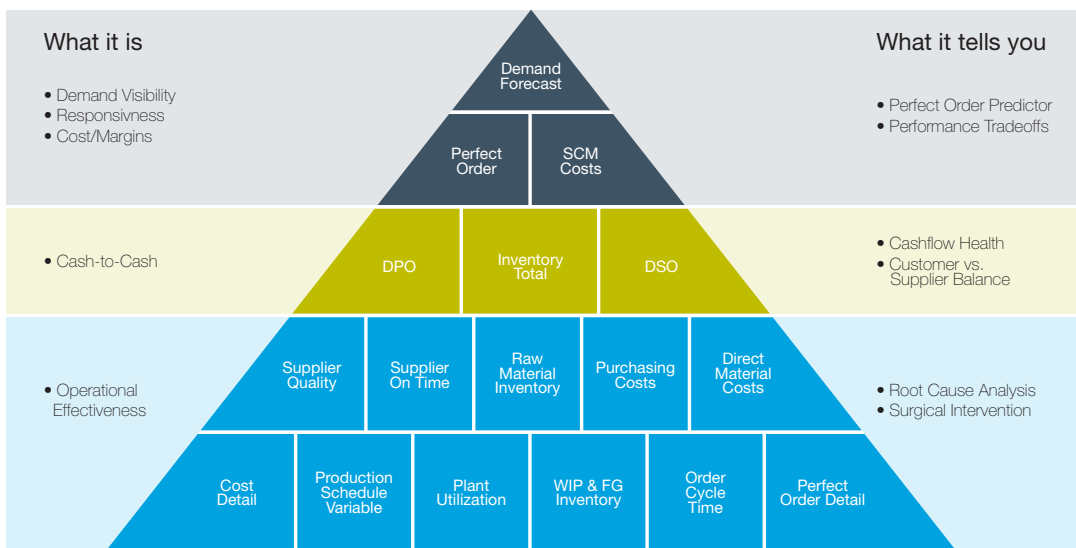 What it is
• Demand Visibility
• Responsivness
• Cost/Margins
Demand
Forecast
Perfect
Order
SCM
Costs
What it tells you
• Perfect Order Predictor
• Performance Tradeoffs
• Cash-to-Cash
DPO
Inventory
Total
DSO
• Cashflow Health
• Customer vs.
Supplier Balance
• Operational
Effectiveness
Supplier
Quality
Supplier
On Time
Raw
Material
Inventory
Purchasing
Costs
Direct
Material
Costs
Cost
Detail
Production
Schedule
Variable
Plant
Utilization
WIP & FG
Inventory
Order
Cycle
Time
Perfect
Order Detail
• Root Cause Analysis
• Surgical Intervention